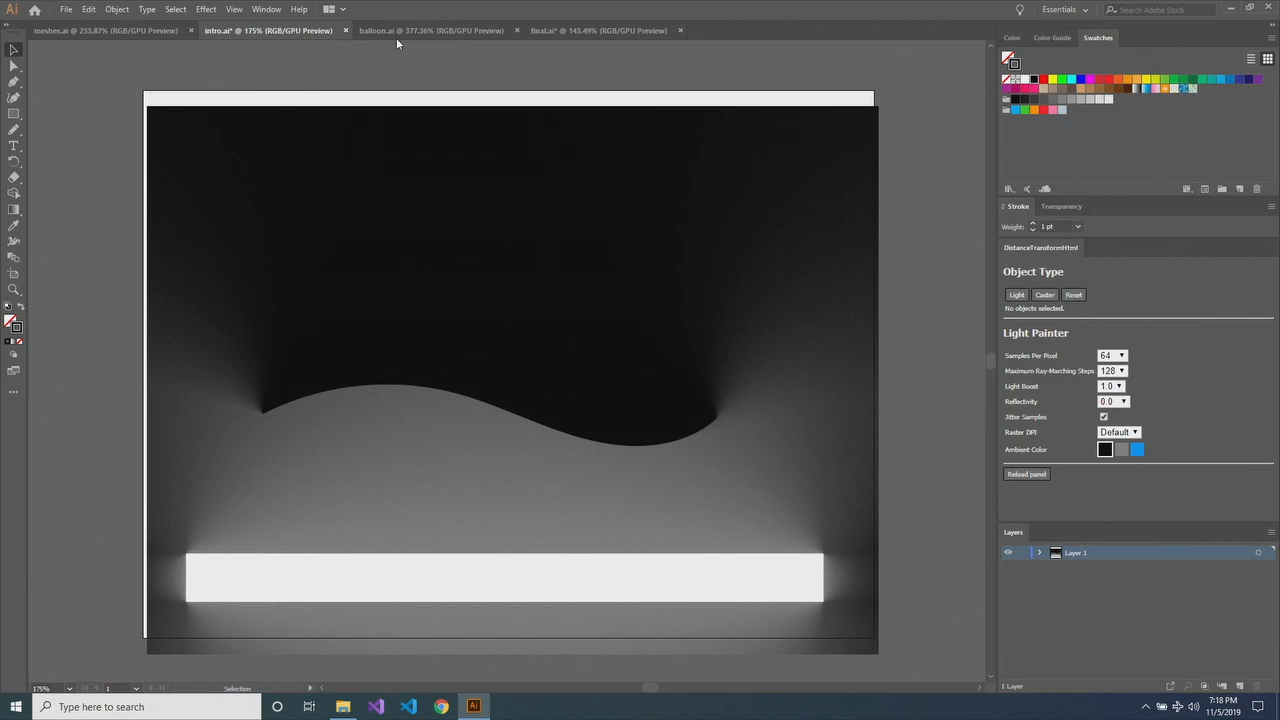 Ai File Edit Object Type Select Effect View Window Help Essentials Search Adobe Stock
meshes.ai @ 233.87% (RGB/GPU Preview) × intro.ai* @ 175% (RGB/GPU Preview) × balloon.ai @ 377.36% (RGB/GPU Preview) × final.ai* @ 143.49% (RGB/GPU Preview) ×
Color Color Guide Swatches
Stroke Transparency
Weight: 1 pt
DistanceTransformHtml
Object Type
Light Caster Reset
No objects selected.
Light Painter
Samples Per Pixel 64
Maximum Ray-Marching Steps 128
Light Boost 1.0
Reflectivity 0.0
Jitter Samples
Raster DPI Default
Ambient Color
Reload panel
Layers
Layer 1
175% 1 Selection 1 Layer
Type here to search
Ai
7:18 PM
11/5/2019